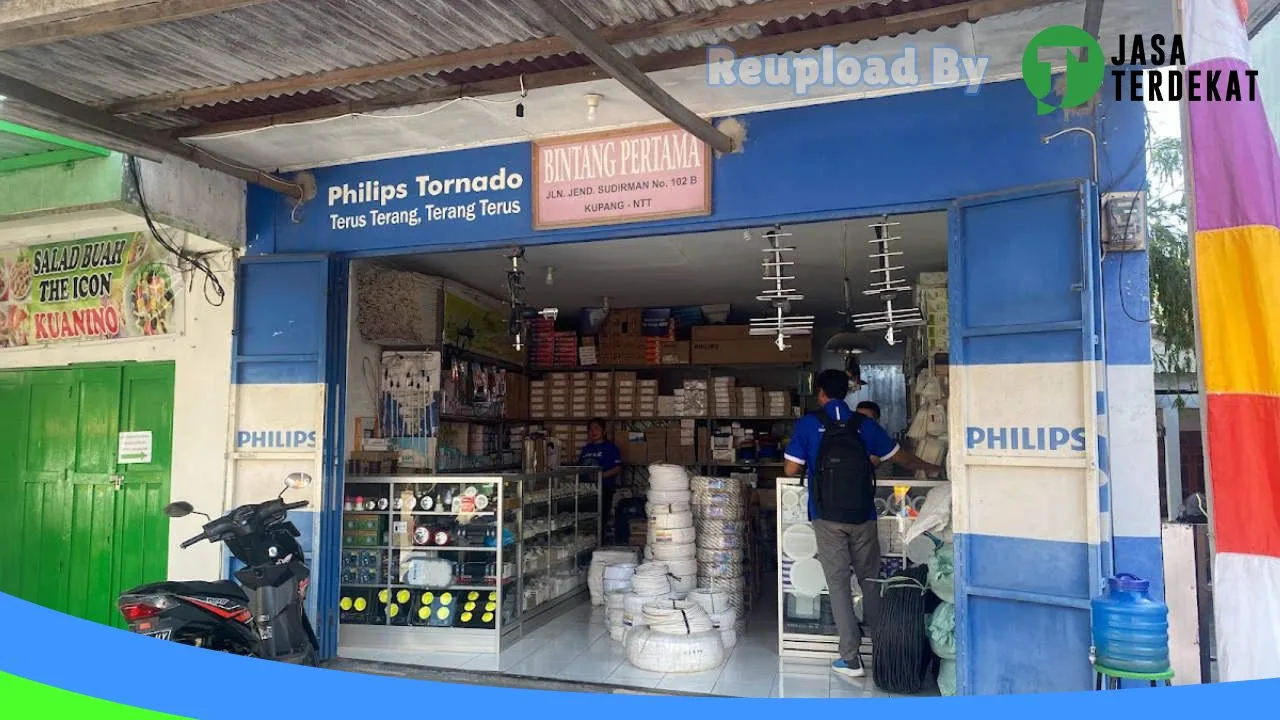 Reupload By
JASA
TERDEKAT
Philips Tornado
Terus Terang, Terang Terus
BINTANG PERTAMA
JLN. JEND. SUDIRMAN No. 102 B
KUPANG - NTT
SALAD BUAH
THE ICON
KUANINO
PHILIPS
PHILIPS